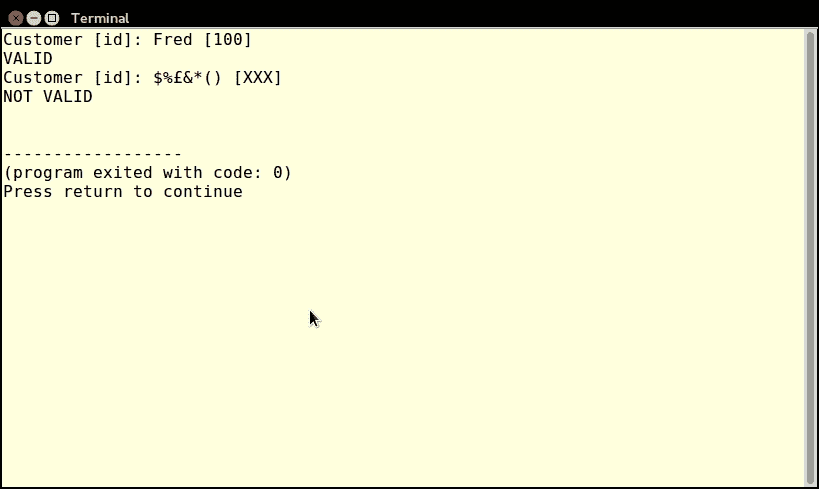 Terminal
Customer [id]: Fred [100]
VALID
Customer [id]: $%£&*() [XXX]
NOT VALID
------------------
(program exited with code: 0)
Press return to continue